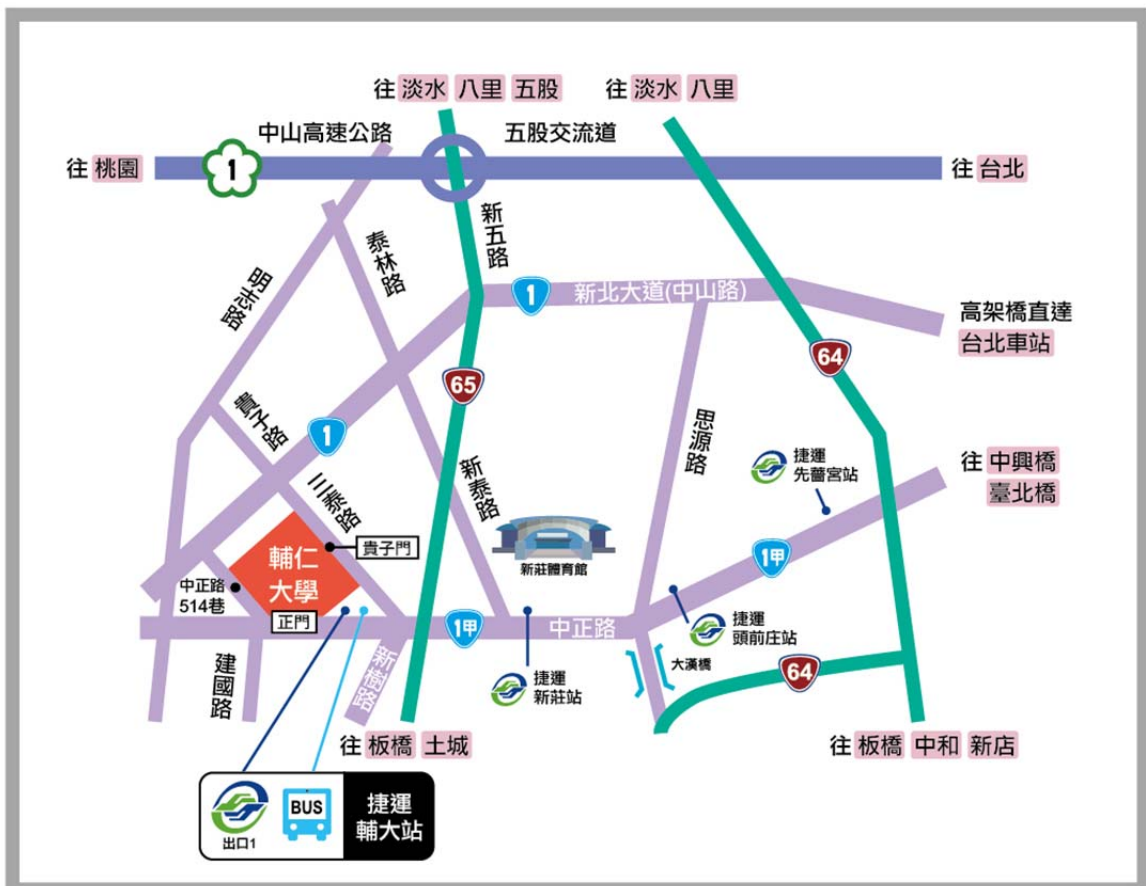 往 淡水 八里 五股
往 淡水 八里
中山高速公路
五股交流道
往 桃園
1
往 台北
新五路
泰林路
明志路
1
新北大道(中山路)
高架橋直達
台北車站
64
65
貴子路
1
思源路
捷運
先嗇宮站
往 中興橋
臺北橋
新泰路
三泰路
新莊體育館
貴子門
輔仁
大學
1甲
中正路
514巷
正門
1甲
中正路
捷運
頭前庄站
建國路
新樹路
捷運
新莊站
大漢橋
64
往 板橋 土城
往 板橋 中和 新店
BUS
出口1
捷運
輔大站